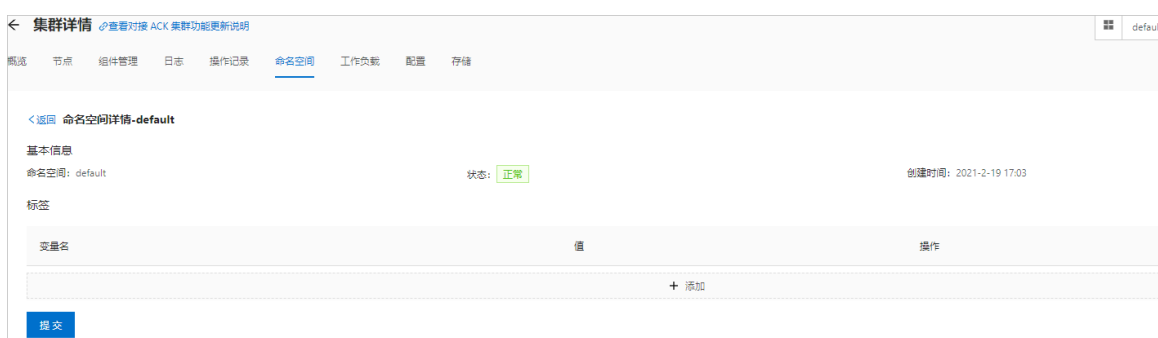 集群详情 查看对接 ACK 集群功能更新说明
概览 节点 组件管理 日志 操作记录 命名空间 工作负载 配置 存储
<返回 命名空间详情-default
基本信息
命名空间：default 状态：正常 创建时间：2021-2-19 17:03
标签
变量名 值 操作
+ 添加
提交